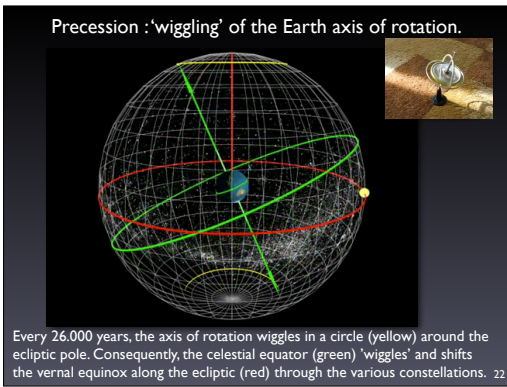 Precession : ‘wiggling’ of the Earth axis of rotation.
Every 26.000 years, the axis of rotation wiggles in a circle (yellow) around the
ecliptic pole. Consequently, the celestial equator (green) 'wiggles' and shifts
the vernal equinox along the ecliptic (red) through the various constellations. 22